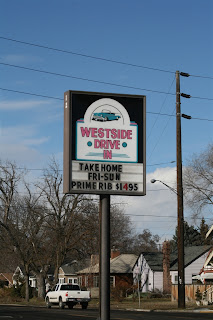 WESTSIDE
DRIVE
IN
TAKE HOME
FRI-SUN
PRIME RIB $1495